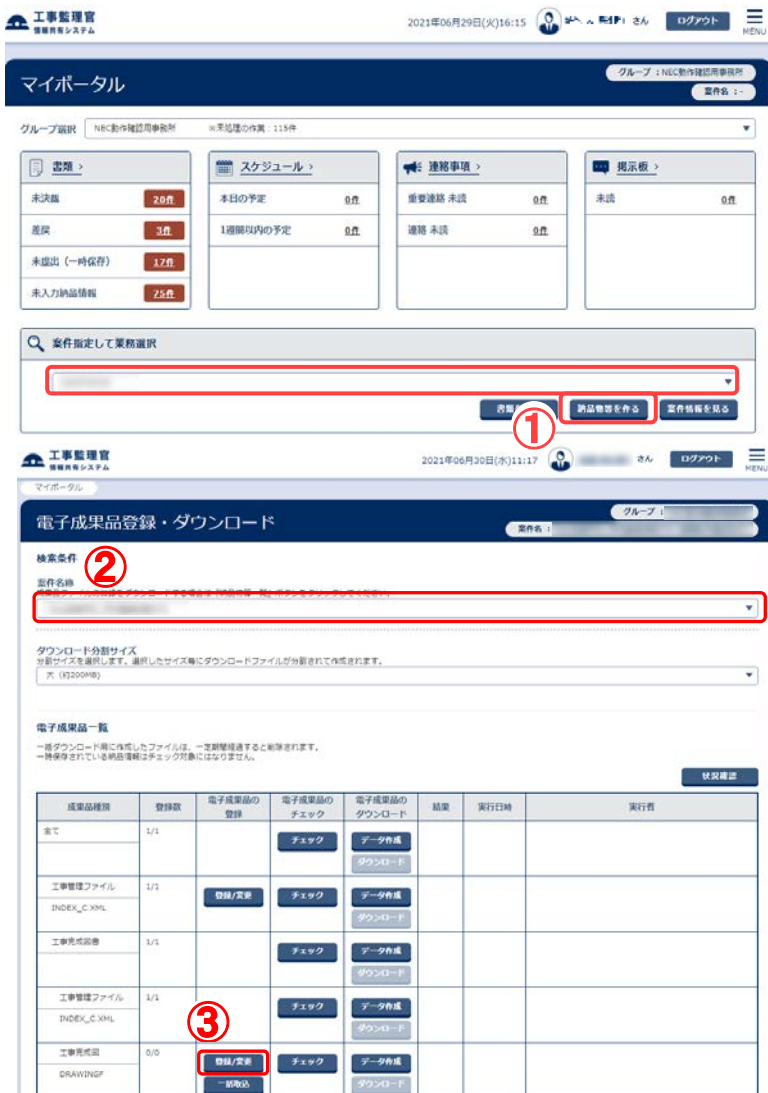 工事監理官
情報共有システム
2021年06月29日(火)16:15
さん
ログアウト
MENU
マイポータル
グループ：NEC動作確認用事務所
案件名：-
グループ選択
NEC動作確認用事務所
※未処理の作業：115件
書類 ›
未決裁
20件
差戻
3件
未提出（一時保存）
17件
未入力納品情報
75件
スケジュール ›
本日の予定
0件
1週間以内の予定
0件
連絡事項 ›
重要連絡 未読
0件
連絡 未読
0件
掲示板 ›
未読
0件
案件指定して業務選択
①
納品物等を作る
案件情報を見る
工事監理官
情報共有システム
2021年06月30日(水)11:17
さん
ログアウト
MENU
マイポータル
電子成果品登録・ダウンロード
グループ：
案件名：
検索条件
②
案件名称
ダウンロード分割サイズ
分割サイズを選択します。選択したサイズ毎にダウンロードファイルが分割されて作成されます。
大（約200MB）
電子成果品一覧
一括ダウンロード用に作成したファイルは、一定期間経過すると削除されます。
一時保存されている納品情報はチェック対象にはなりません。
状況確認
成果品種別
登録数
電子成果品の
登録
電子成果品の
チェック
電子成果品の
ダウンロード
結果
実行日時
実行者
全て
1/1
チェック
データ作成
ダウンロード
工事管理ファイル
INDEX_C.XML
1/1
登録/変更
チェック
データ作成
ダウンロード
工事完成図書
1/1
チェック
データ作成
ダウンロード
工事管理ファイル
INDEX_C.XML
1/1
チェック
データ作成
ダウンロード
③
工事完成図
DRAWINGF
0/0
登録/変更
一括取込
チェック
データ作成
ダウンロード